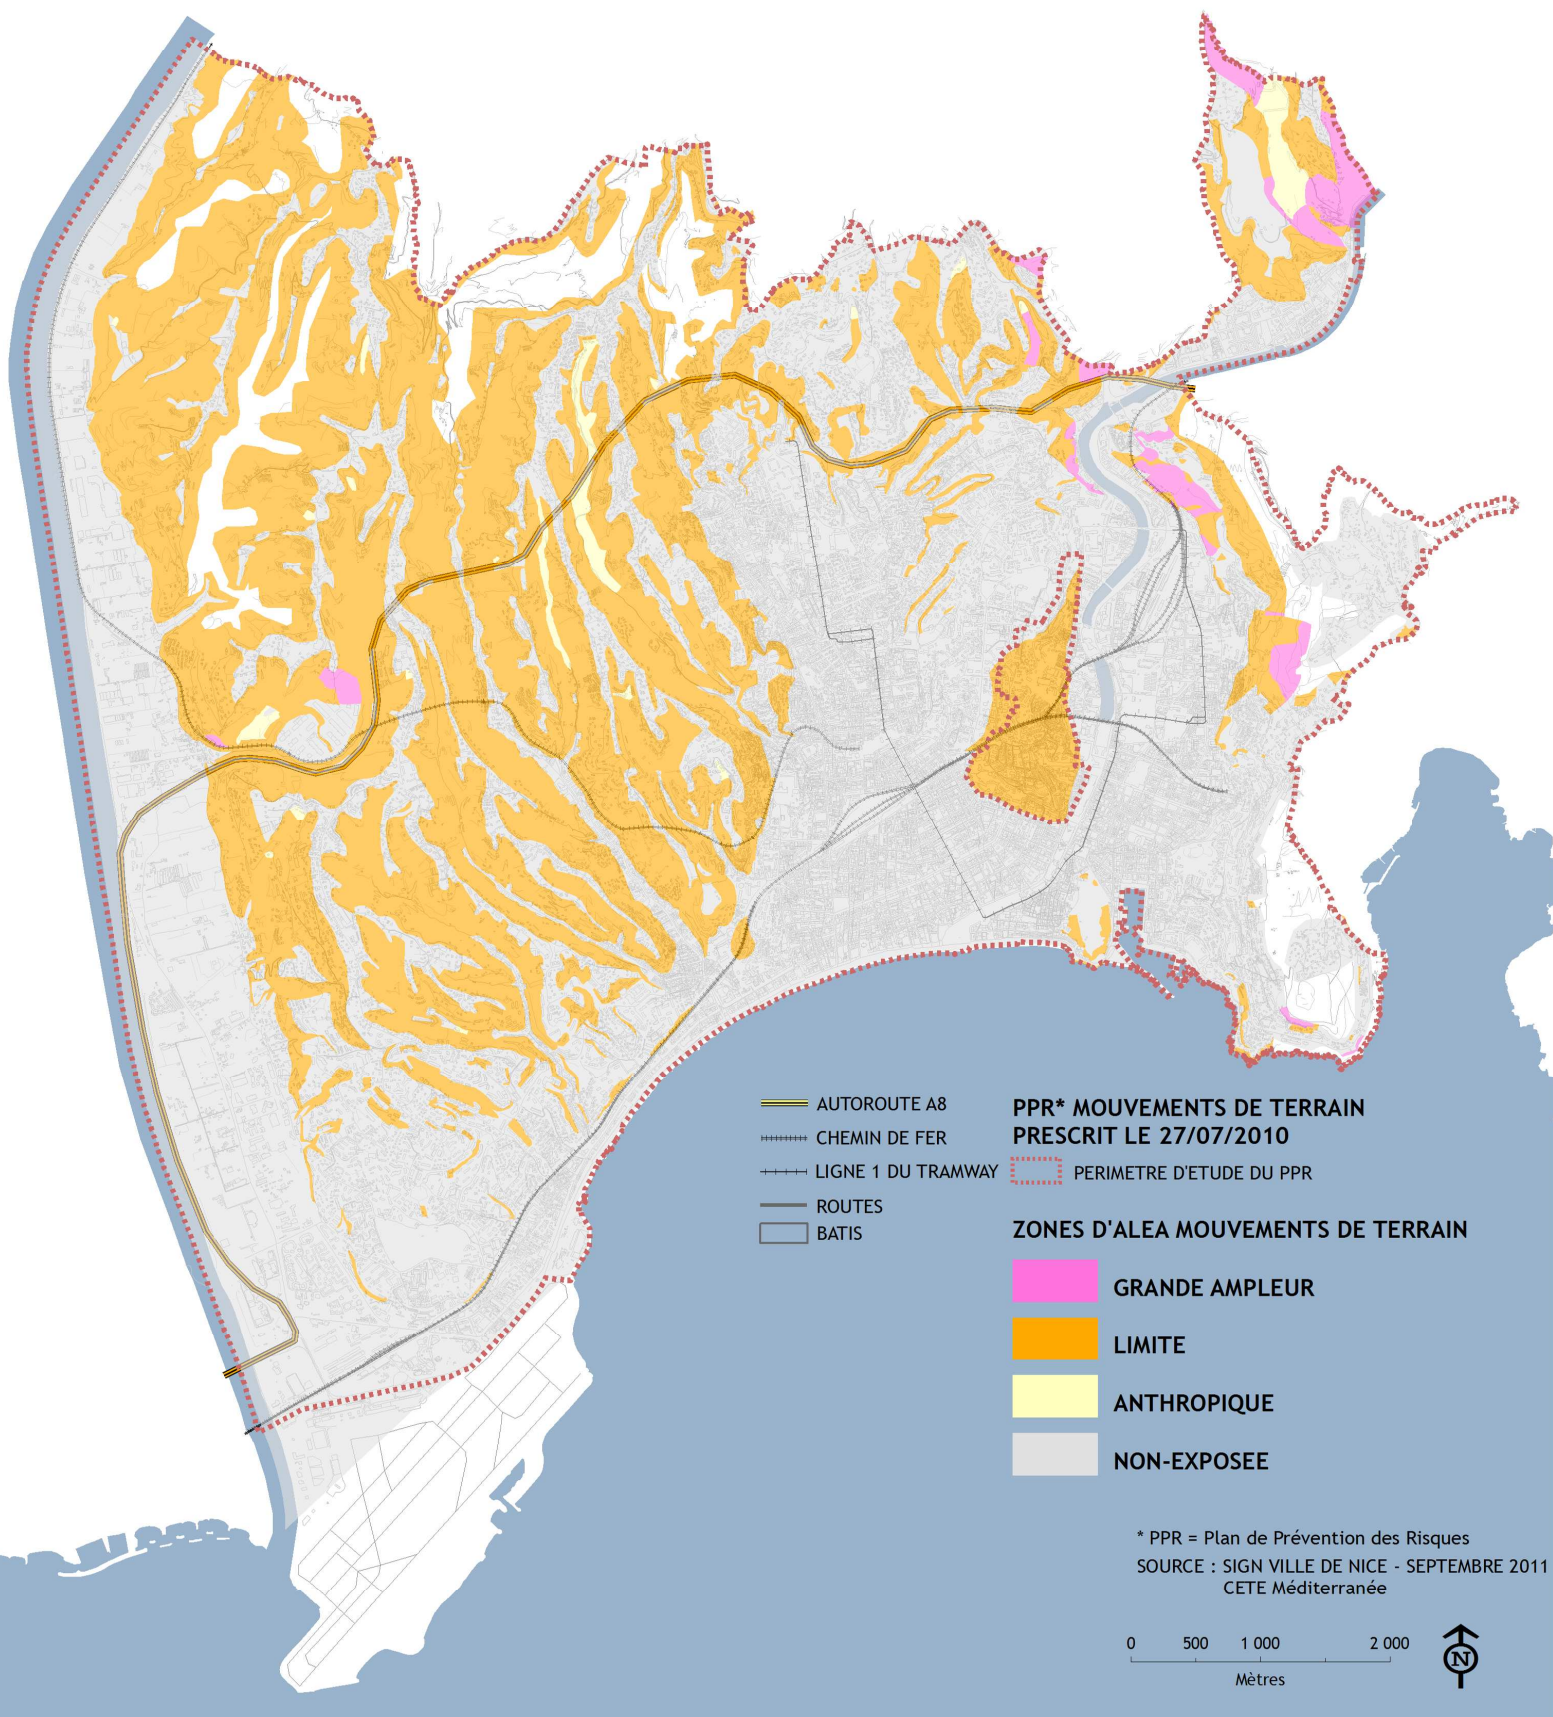 AUTOROUTE A8
CHEMIN DE FER
LIGNE 1 DU TRAMWAY
ROUTES
BATIS
PPR* MOUVEMENTS DE TERRAIN
PRESCRIT LE 27/07/2010
PERIMETRE D'ETUDE DU PPR
ZONES D'ALEA MOUVEMENTS DE TERRAIN
GRANDE AMPLEUR
LIMITE
ANTHROPIQUE
NON-EXPOSEE
* PPR = Plan de Prévention des Risques
SOURCE : SIGN VILLE DE NICE - SEPTEMBRE 2011
CETE Méditerranée
0 500 1 000 2 000
Mètres
N